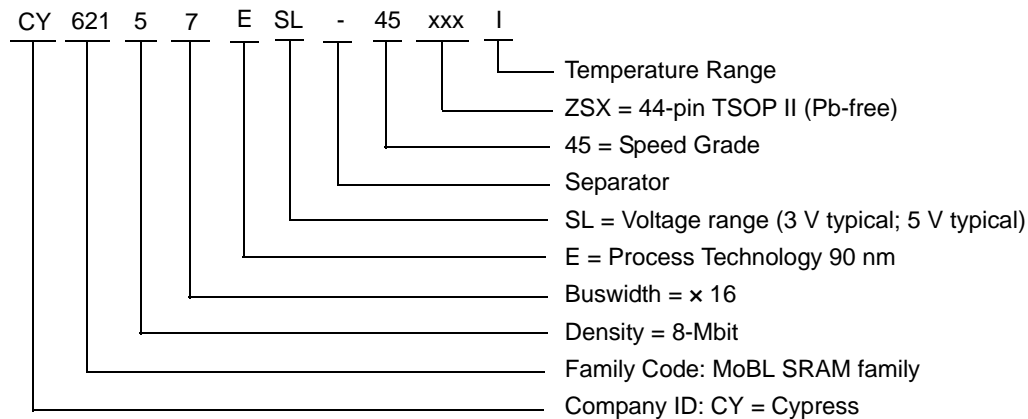 CY 621 5 7 E SL - 45 xxx I
Temperature Range
ZSX = 44-pin TSOP II (Pb-free)
45 = Speed Grade
Separator
SL = Voltage range (3 V typical; 5 V typical)
E = Process Technology 90 nm
Buswidth = × 16
Density = 8-Mbit
Family Code: MoBL SRAM family
Company ID: CY = Cypress